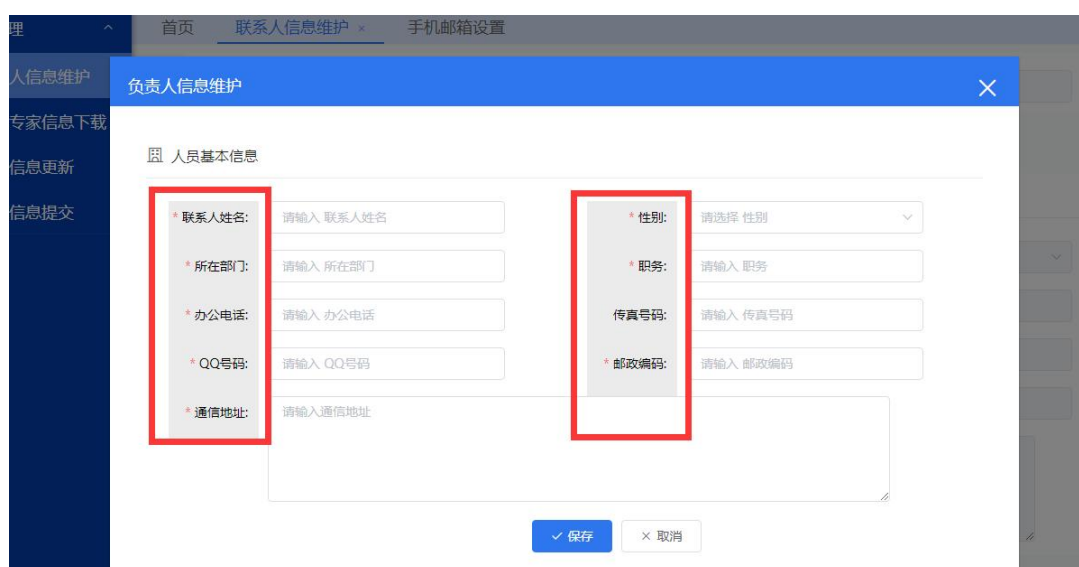 理 首页 联系人信息维护 × 手机邮箱设置
人信息维护
专家信息下载
信息更新
信息提交
负责人信息维护
人员基本信息
* 联系人姓名: 请输入 联系人姓名 * 性别: 请选择 性别
* 所在部门: 请输入 所在部门 * 职务: 请输入 职务
* 办公电话: 请输入 办公电话 传真号码: 请输入 传真号码
* QQ号码: 请输入 QQ号码 * 邮政编码: 请输入 邮政编码
* 通信地址: 请输入通信地址
保存 取消